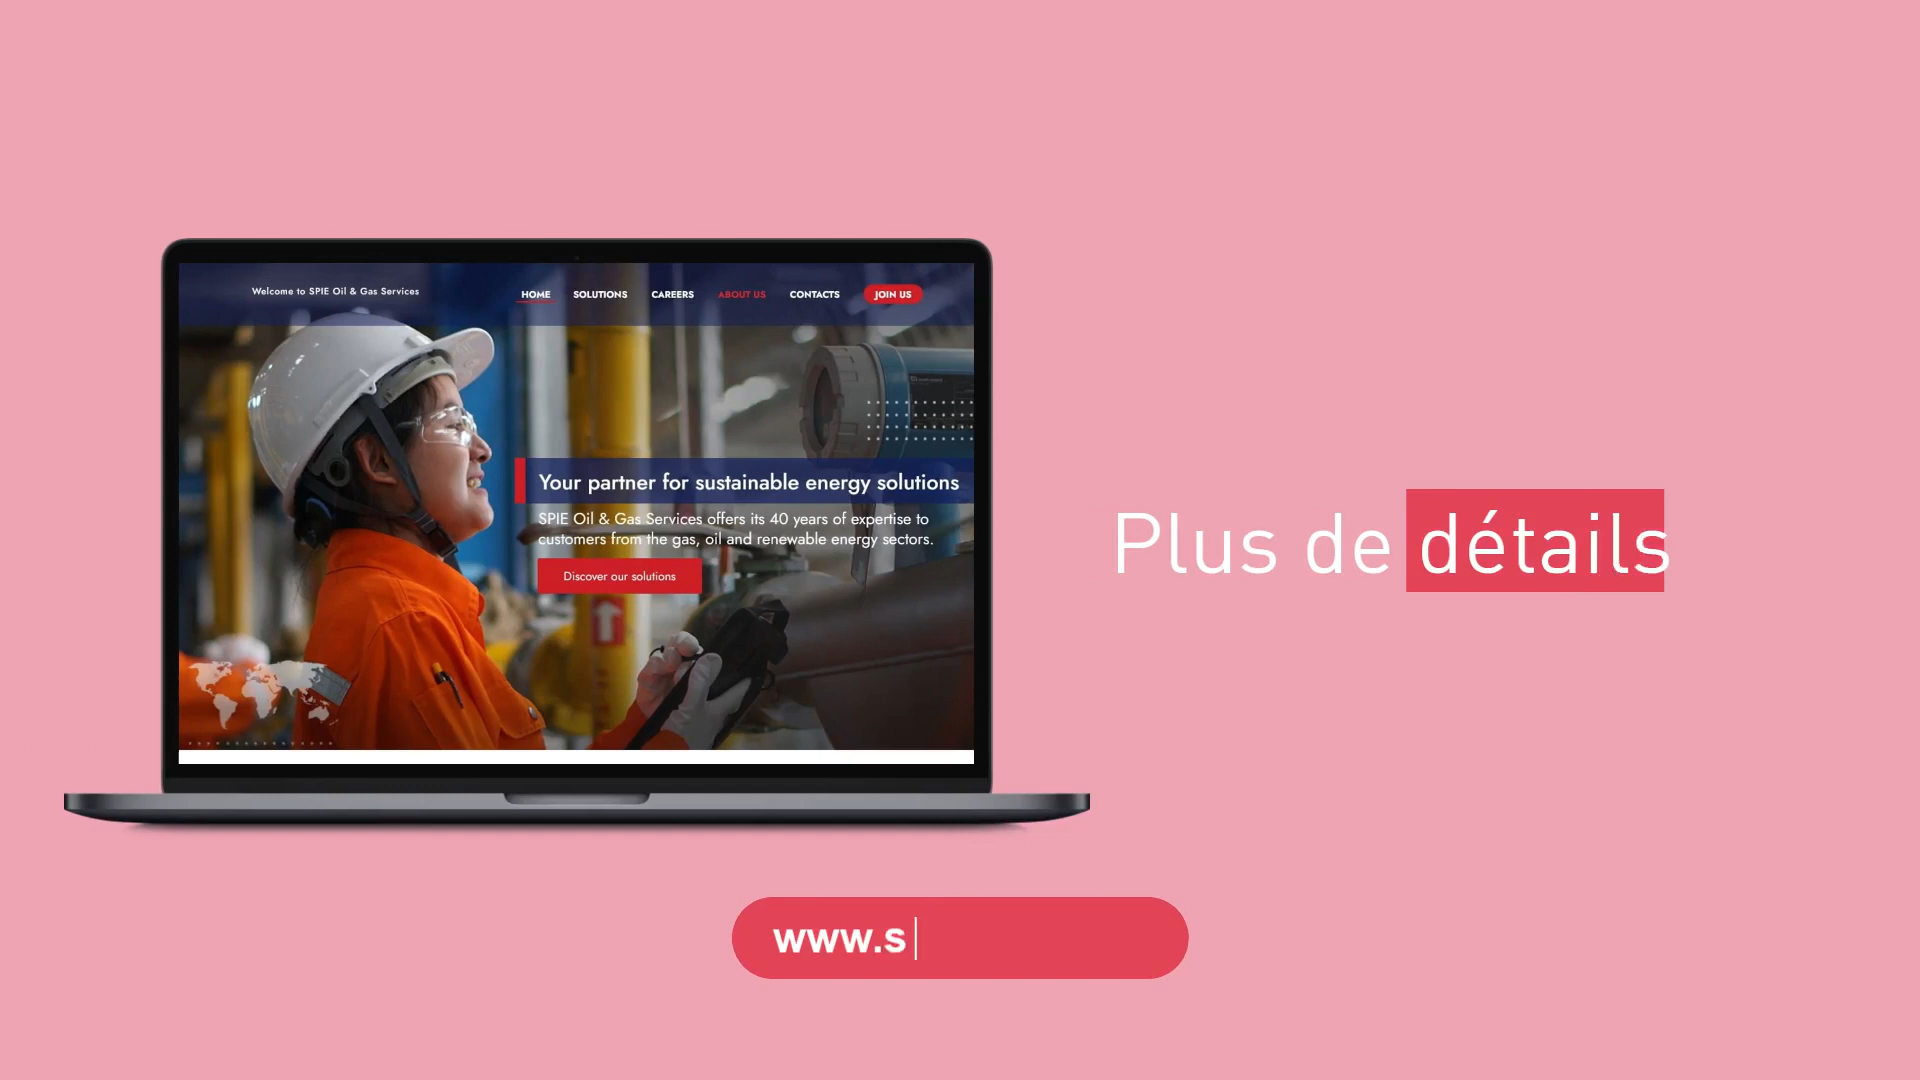 Welcome to SPIE Oil & Gas Services
HOME SOLUTIONS CAREERS ABOUT US CONTACTS JOIN US
Your partner for sustainable energy solutions
SPIE Oil & Gas Services offers its 40 years of expertise to
customers from the gas, oil and renewable energy sectors.
Discover our solutions
Plus de détails
www.s